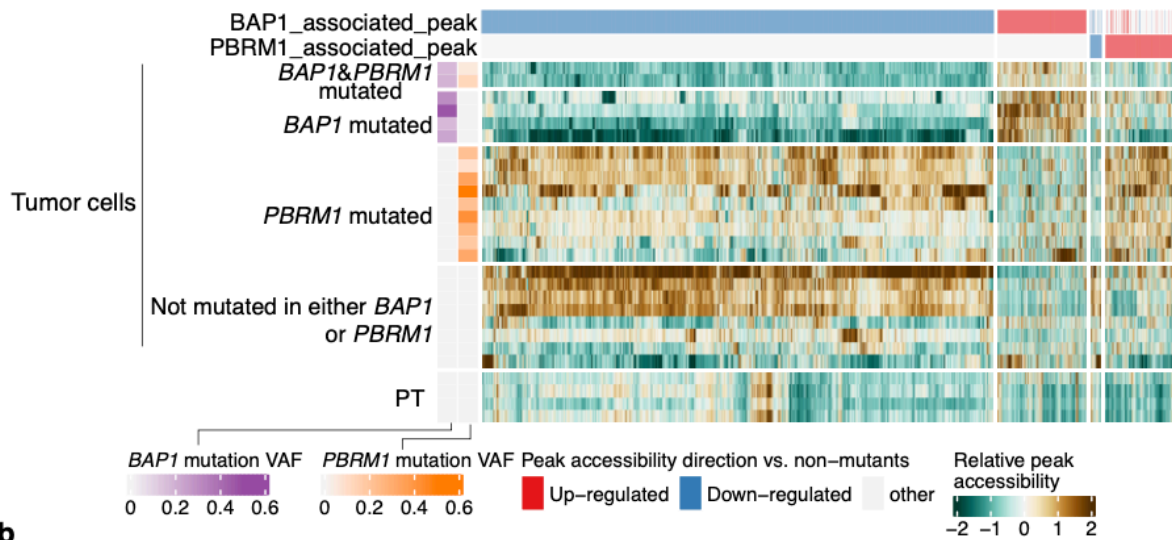 BAP1_associated_peak
PBRM1_associated_peak
BAP1&PBRM1
mutated
BAP1 mutated
Tumor cells
PBRM1 mutated
Not mutated in either BAP1
or PBRM1
PT
BAP1 mutation VAF
0 0.2 0.4 0.6
PBRM1 mutation VAF
0 0.2 0.4 0.6
Peak accessibility direction vs. non−mutants
Up−regulated Down−regulated other
Relative peak
accessibility
−2 −1 0 1 2
b